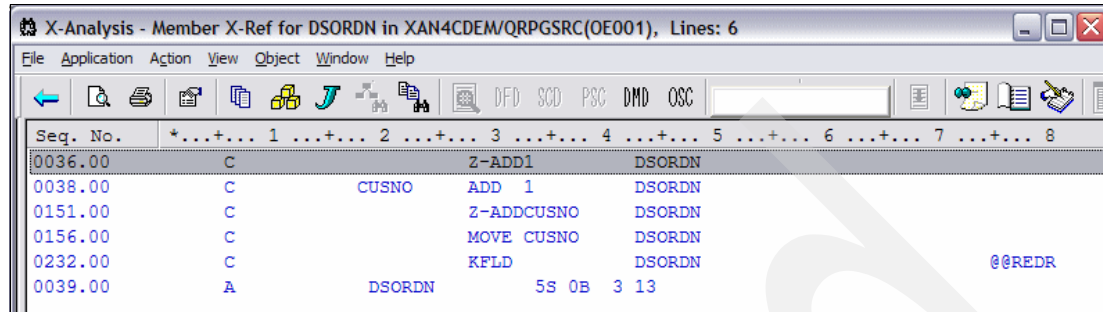 X-Analysis - Member X-Ref for DSORDN in XAN4CDEM/QRPGSRC(OE001), Lines: 6
File Application Action View Object Window Help
J DFD SCD PSC DMD OSC
Seq. No. *...+... 1 ...+... 2 ...+... 3 ...+... 4 ...+... 5 ...+... 6 ...+... 7 ...+... 8
0036.00 C Z-ADD1 DSORDN
0038.00 C CUSNO ADD 1 DSORDN
0151.00 C Z-ADDCUSNO DSORDN
0156.00 C MOVE CUSNO DSORDN
0232.00 C KFLD DSORDN @@REDR
0039.00 A DSORDN 5S 0B 3 13